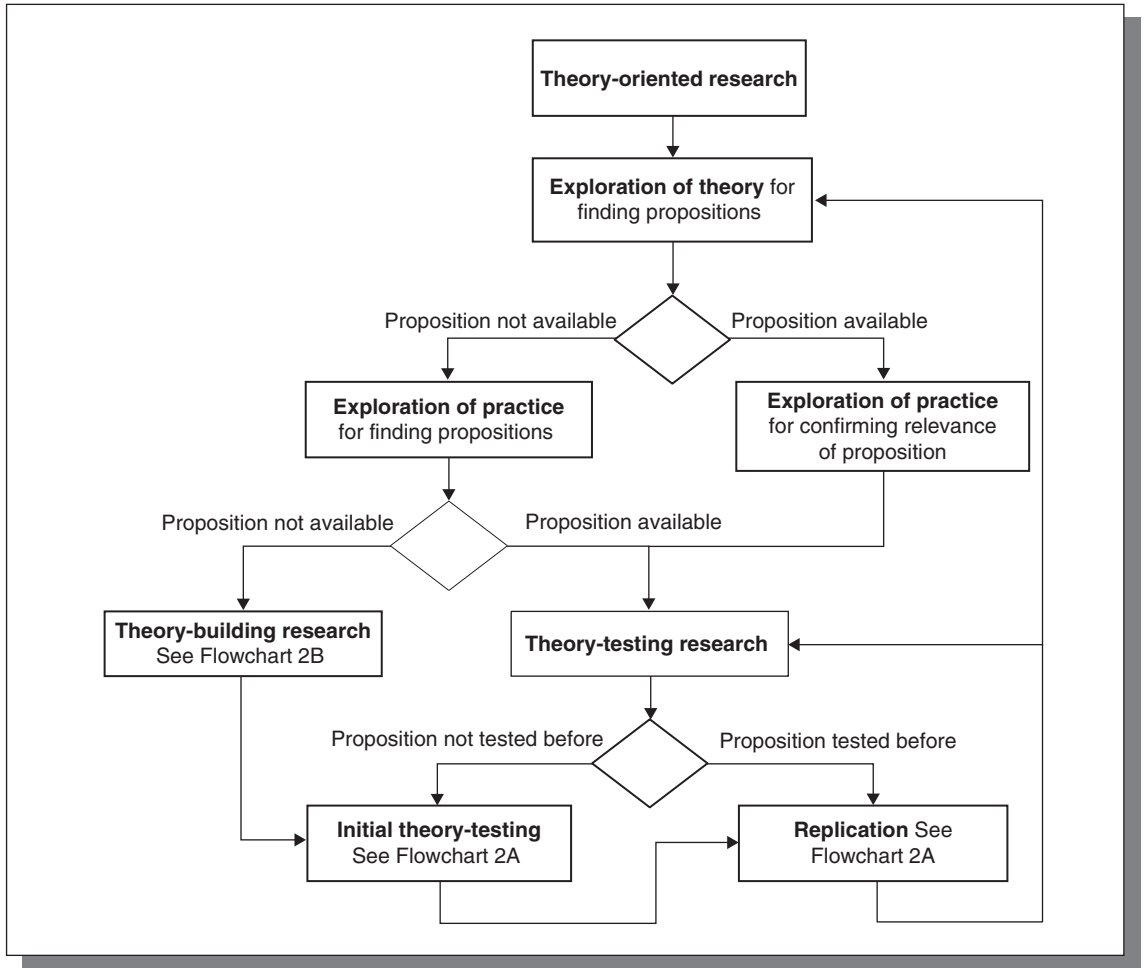 Theory-oriented research
Exploration of theory for
finding propositions
Proposition not available
Proposition available
Exploration of practice
for finding propositions
Exploration of practice
for confirming relevance
of proposition
Proposition not available
Proposition available
Theory-building research
See Flowchart 2B
Theory-testing research
Proposition not tested before
Proposition tested before
Initial theory-testing
See Flowchart 2A
Replication See
Flowchart 2A